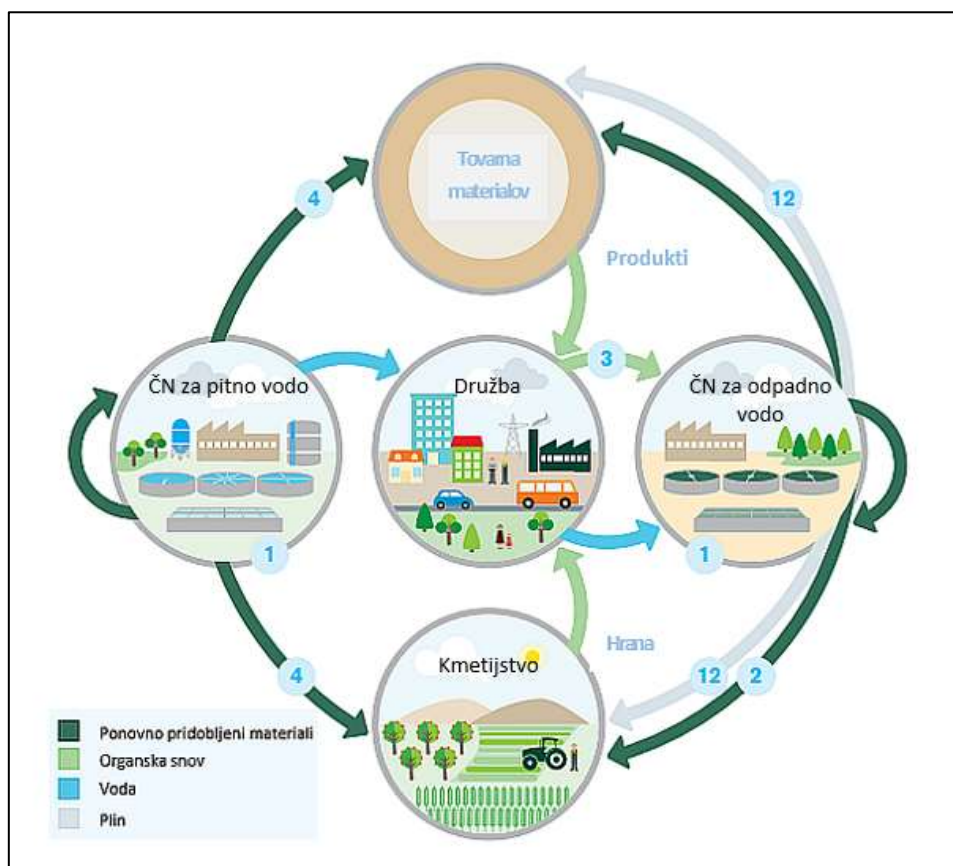 Tovarna
materialov
4
12
Produkti
3
ČN za pitno vodo
Družba
ČN za odpadno
vodo
1
1
Hrana
Kmetijstvo
4
12
2
Ponovno pridobljeni materiali
Organska snov
Voda
Plin